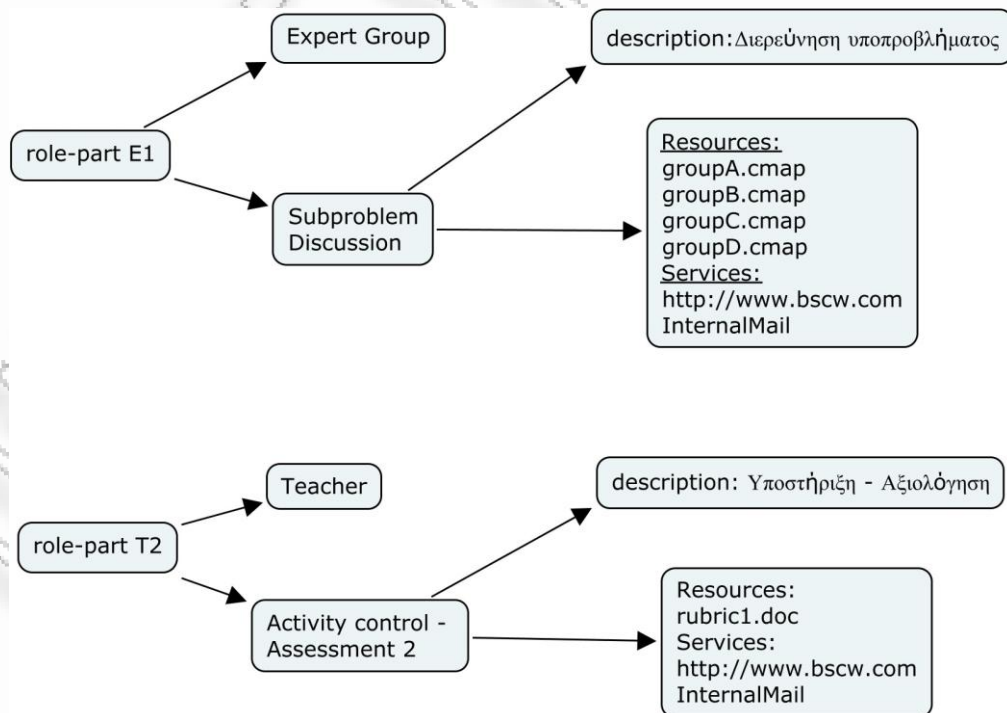 Expert Group
description:Διερεύνηση υποπροβλήματος
role-part E1
Subproblem
Discussion
Resources:
groupA.cmap
groupB.cmap
groupC.cmap
groupD.cmap
Services:
http://www.bscw.com
InternalMail
Teacher
description: Υποστήριξη - Αξιολόγηση
role-part T2
Activity control -
Assessment 2
Resources:
rubric1.doc
Services:
http://www.bscw.com
InternalMail